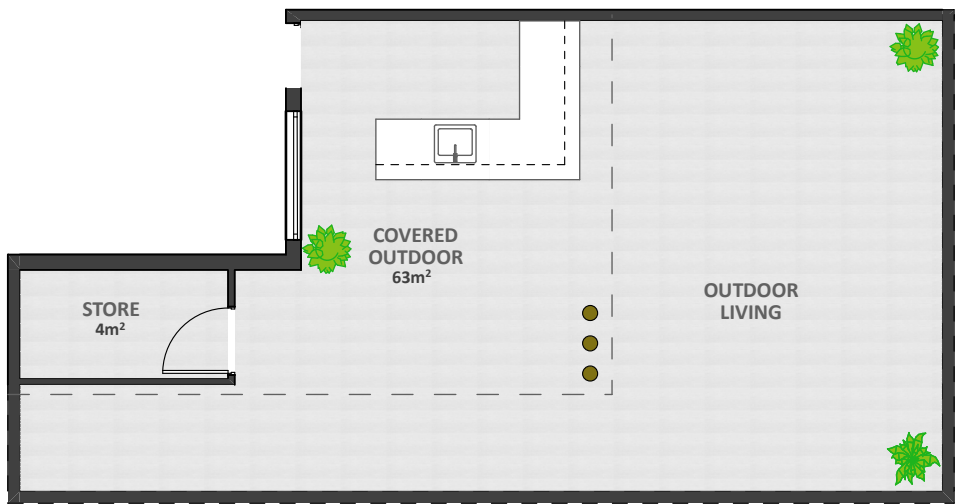 COVERED
OUTDOOR
63m²
STORE
4m²
OUTDOOR
LIVING